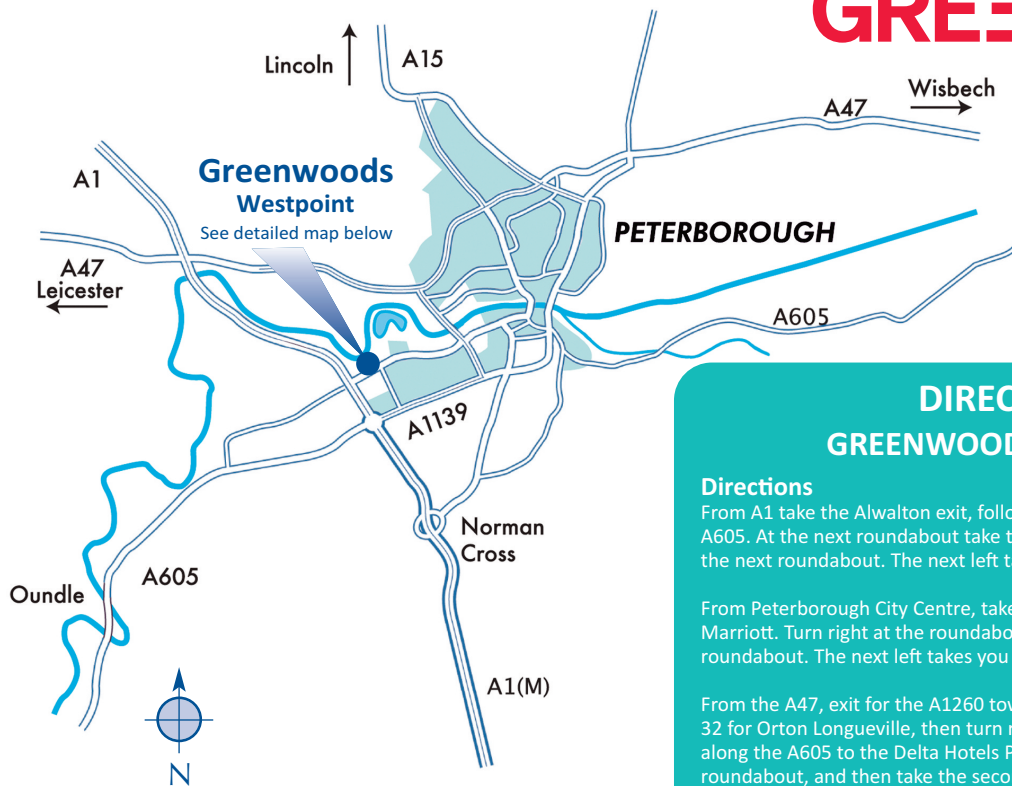 GREE
Lincoln
A15
Wisbech
A47
A1
Greenwoods
Westpoint
See detailed map below
PETERBOROUGH
A47
Leicester
A605
A1139
Norman
Cross
A605
Oundle
A1(M)
N
DIREC
GREENWOOD
Directions
From A1 take the Alwalton exit, follo
A605. At the next roundabout take t
the next roundabout. The next left ta
From Peterborough City Centre, take
Marriott. Turn right at the roundabo
roundabout. The next left takes you
From the A47, exit for the A1260 tow
32 for Orton Longueville, then turn r
along the A605 to the Delta Hotels P
roundabout, and then take the seco